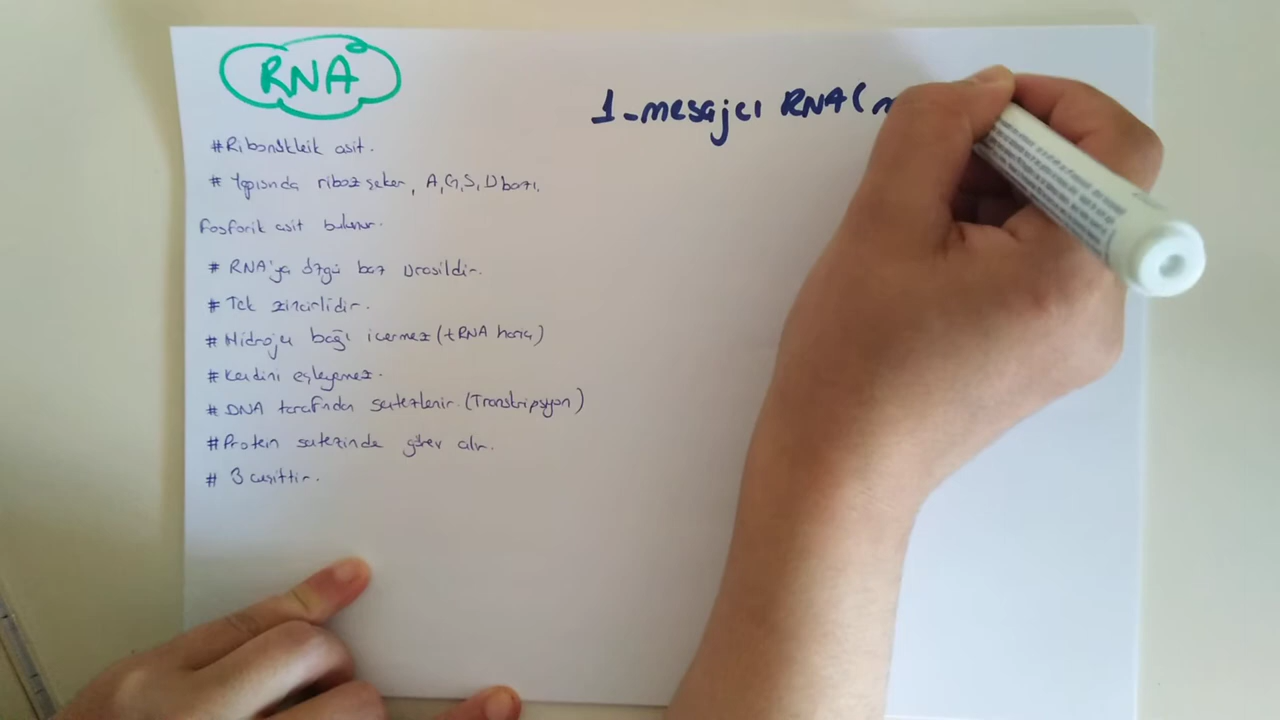 RNA
#Ribonükleik asit.
# Yapısında riboz şeker, A,G,S,U bazı.
fosforik asit bulunur.
# RNA'ya özgü baz Urasildir.
# Tek zincirlidir.
# Hidrojen bağı içermez (tRNA hariç)
# Kendini eşleyemez.
# DNA tarafından sentezlenir. (Transkripsyon)
# Protein sentezinde görev alır.
# 3 çeşittir.
1-mesajcı RNA(m